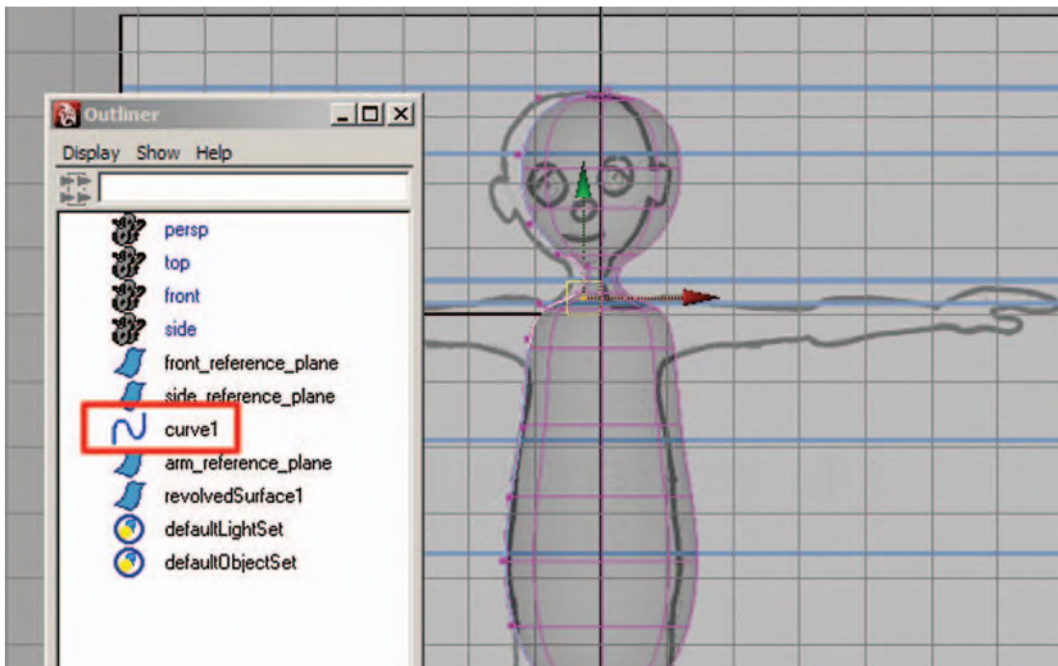 Outliner
Display Show Help
persp
top
front
side
front_reference_plane
side_reference_plane
curve1
arm_reference_plane
revolvedSurface1
defaultLightSet
defaultObjectSet